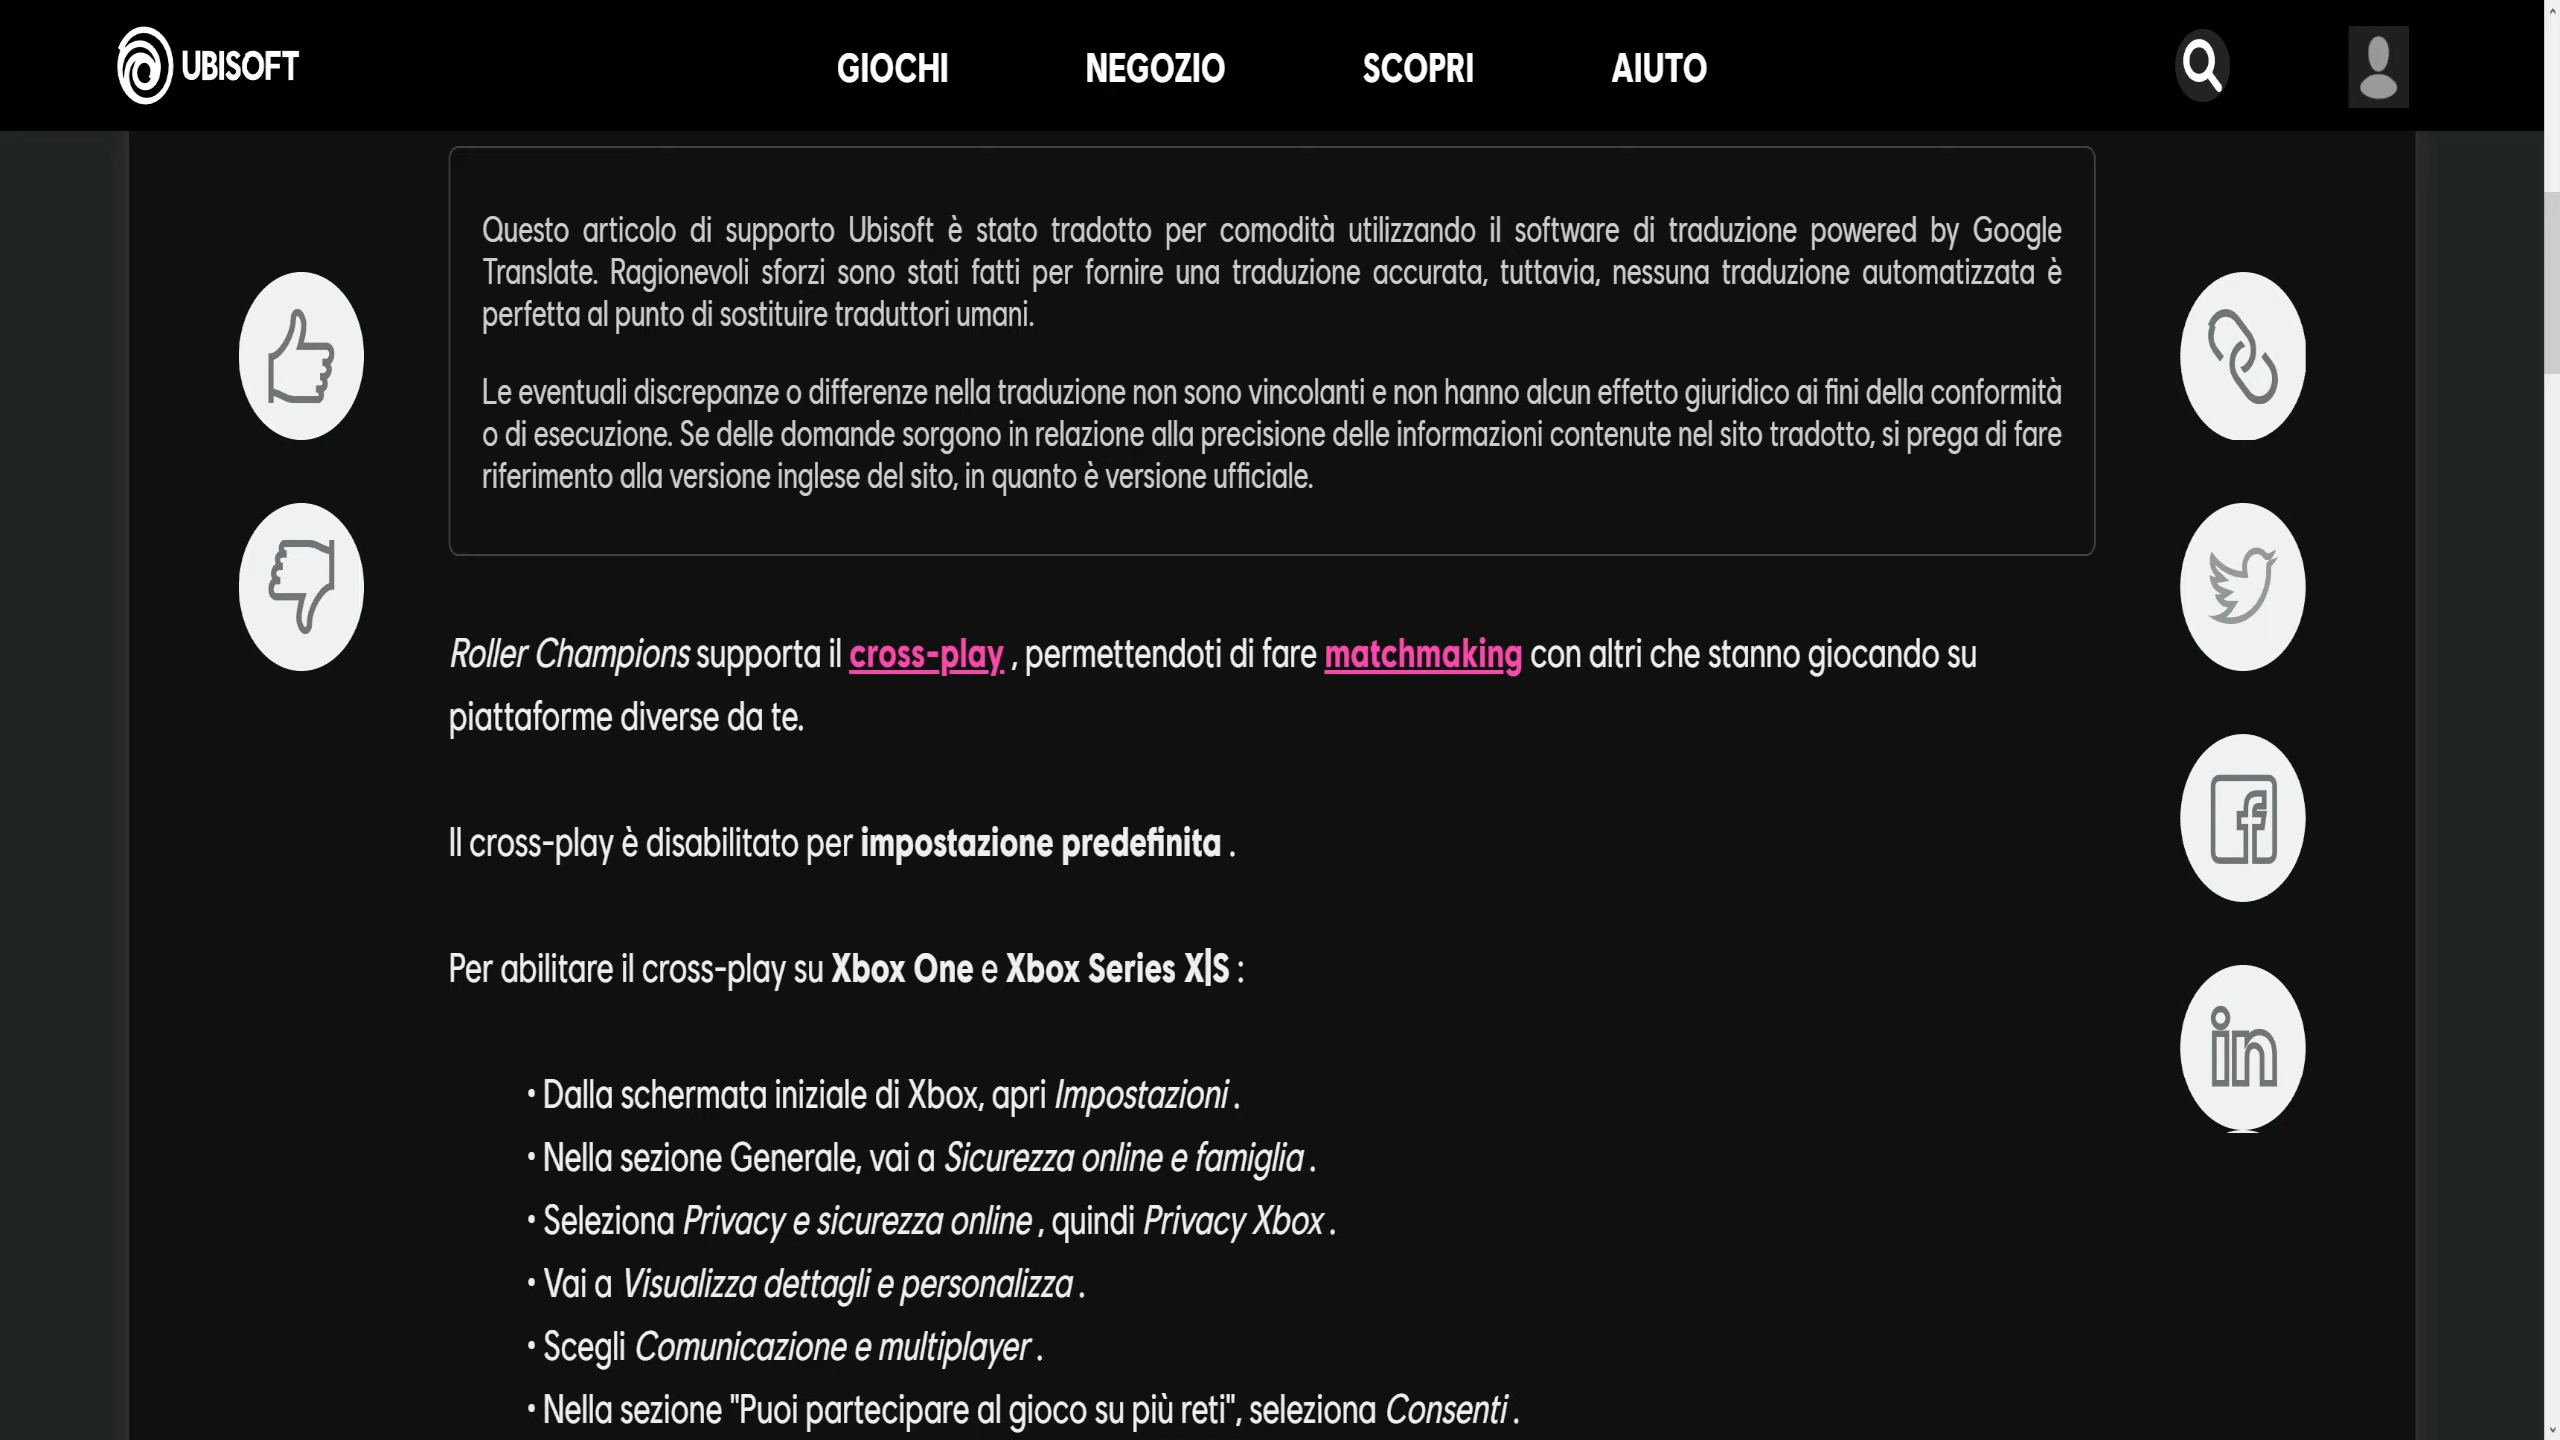 UBISOFT
GIOCHI
NEGOZIO
SCOPRI
AIUTO
Questo articolo di supporto Ubisoft è stato tradotto per comodità utilizzando il software di traduzione powered by Google
Translate. Ragionevoli sforzi sono stati fatti per fornire una traduzione accurata, tuttavia, nessuna traduzione automatizzata è
perfetta al punto di sostituire traduttori umani.
Le eventuali discrepanze o differenze nella traduzione non sono vincolanti e non hanno alcun effetto giuridico ai fini della conformità
o di esecuzione. Se delle domande sorgono in relazione alla precisione delle informazioni contenute nel sito tradotto, si prega di fare
riferimento alla versione inglese del sito, in quanto è versione ufficiale.
Roller Champions supporta il cross-play , permettendoti di fare matchmaking con altri che stanno giocando su
piattaforme diverse da te.
Il cross-play è disabilitato per impostazione predefinita .
Per abilitare il cross-play su Xbox One e Xbox Series X|S :
• Dalla schermata iniziale di Xbox, apri Impostazioni .
• Nella sezione Generale, vai a Sicurezza online e famiglia .
• Seleziona Privacy e sicurezza online , quindi Privacy Xbox .
• Vai a Visualizza dettagli e personalizza .
• Scegli Comunicazione e multiplayer .
• Nella sezione "Puoi partecipare al gioco su più reti", seleziona Consenti .